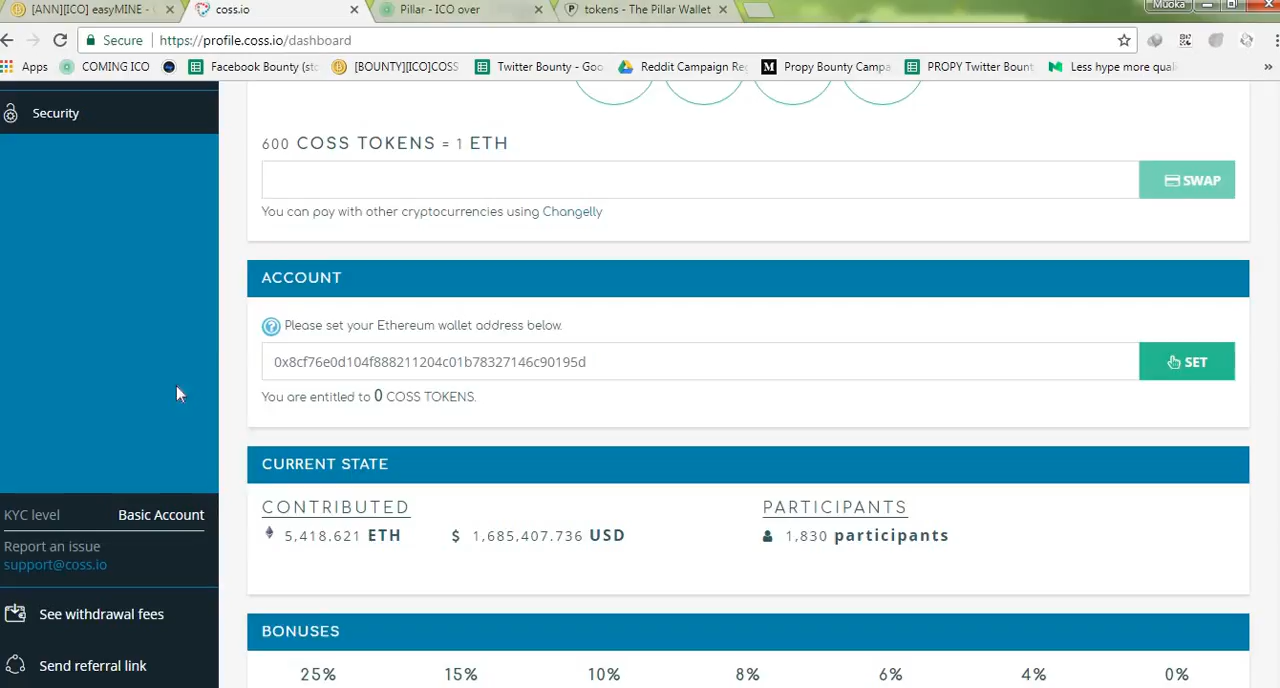 [ANN][ICO] easyMINE -
coss.io
Pillar - ICO over
tokens - The Pillar Wallet
Muoka
Secure
https://profile.coss.io/dashboard
Apps
COMING ICO
Facebook Bounty (sto
[BOUNTY][ICO]COSS
Twitter Bounty - Goo
Reddit Campaign Reg
Propy Bounty Campa
PROPY Twitter Bount
Less hype more quali
»
Security
600 COSS TOKENS = 1 ETH
SWAP
You can pay with other cryptocurrencies using Changelly
ACCOUNT
Please set your Ethereum wallet address below.
0x8cf76e0d104f888211204c01b78327146c90195d
SET
You are entitled to 0 COSS TOKENS.
CURRENT STATE
CONTRIBUTED
PARTICIPANTS
5,418.621 ETH
$ 1,685,407.736 USD
1,830 participants
KYC level
Basic Account
Report an issue
support@coss.io
See withdrawal fees
Send referral link
BONUSES
25%
15%
10%
8%
6%
4%
0%